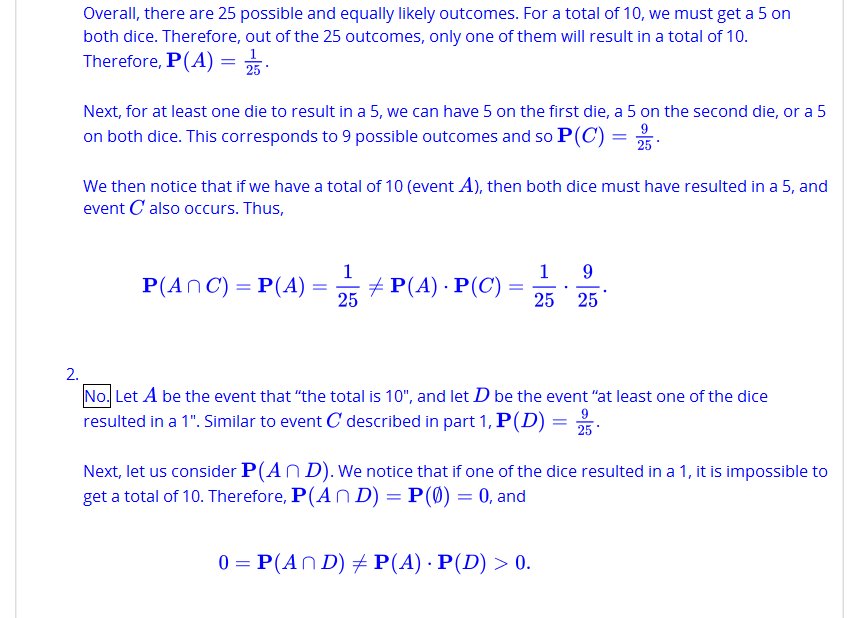 Overall, there are 25 possible and equally likely outcomes. For a total of 10, we must get a 5 on
both dice. Therefore, out of the 25 outcomes, only one of them will result in a total of 10.
Therefore, P(A) = 1/25.
Next, for at least one die to result in a 5, we can have 5 on the first die, a 5 on the second die, or a 5
on both dice. This corresponds to 9 possible outcomes and so P(C) = 9/25.
We then notice that if we have a total of 10 (event A), then both dice must have resulted in a 5, and
event C also occurs. Thus,
P(A ∩ C) = P(A) = 1/25 ≠ P(A) · P(C) = 1/25 · 9/25.
2.
No. Let A be the event that “the total is 10", and let D be the event “at least one of the dice
resulted in a 1". Similar to event C described in part 1, P(D) = 9/25.
Next, let us consider P(A ∩ D). We notice that if one of the dice resulted in a 1, it is impossible to
get a total of 10. Therefore, P(A ∩ D) = P(∅) = 0, and
0 = P(A ∩ D) ≠ P(A) · P(D) > 0.